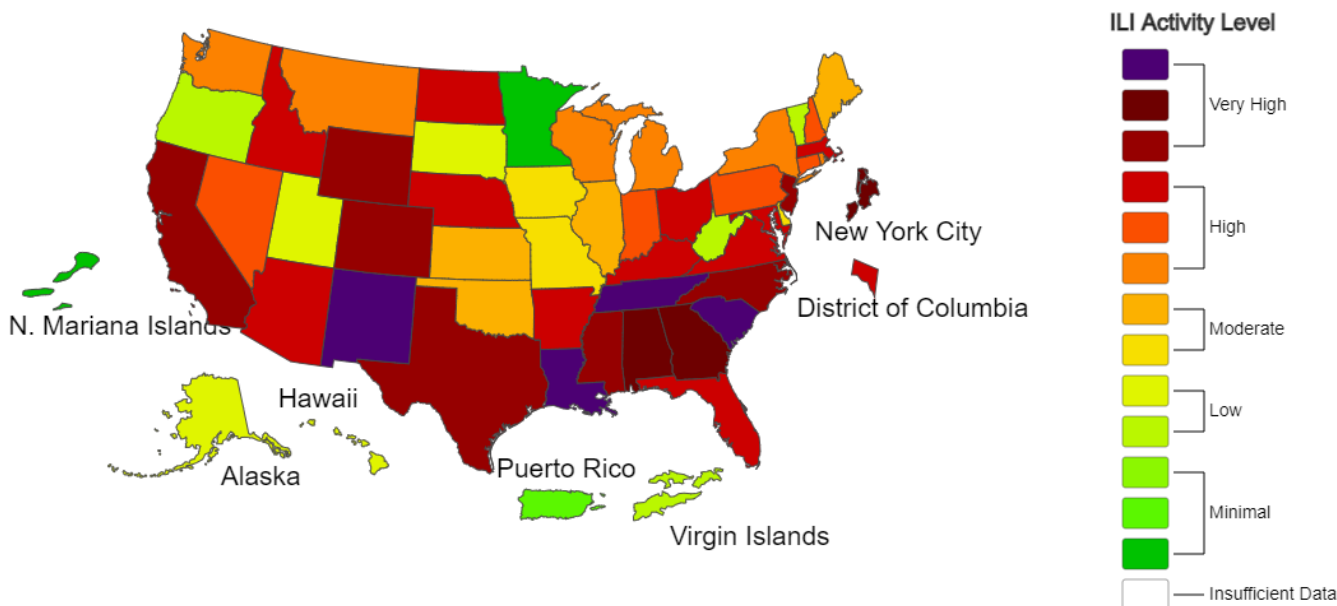 ILI Activity Level
Very High
High
Moderate
Low
Minimal
Insufficient Data
New York City
District of Columbia
N. Mariana Islands
Hawaii
Alaska
Puerto Rico
Virgin Islands